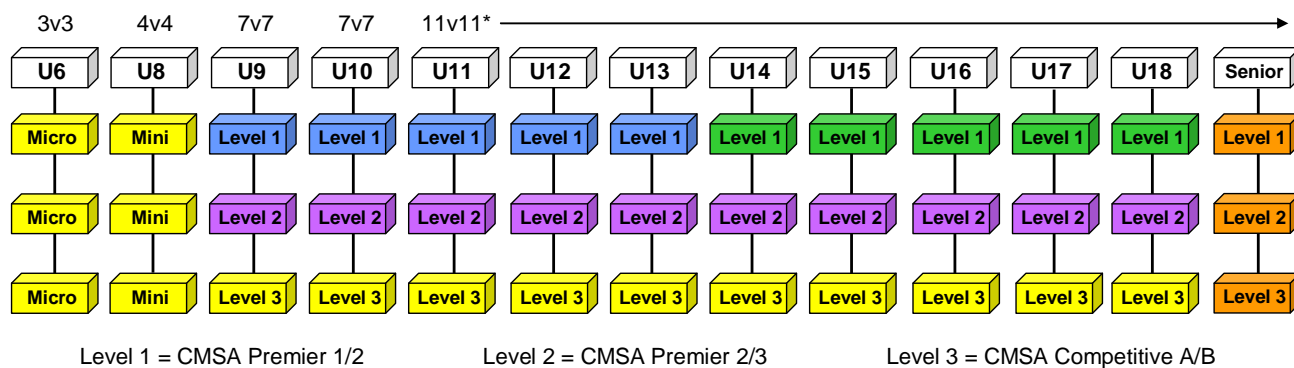 3v3 4v4 7v7 7v7 11v11*
U6 U8 U9 U10 U11 U12 U13 U14 U15 U16 U17 U18 Senior
Micro Mini Level 1 Level 1 Level 1 Level 1 Level 1 Level 1 Level 1 Level 1 Level 1 Level 1 Level 1
Micro Mini Level 2 Level 2 Level 2 Level 2 Level 2 Level 2 Level 2 Level 2 Level 2 Level 2 Level 2
Micro Mini Level 3 Level 3 Level 3 Level 3 Level 3 Level 3 Level 3 Level 3 Level 3 Level 3 Level 3
Level 1 = CMSA Premier 1/2 Level 2 = CMSA Premier 2/3 Level 3 = CMSA Competitive A/B